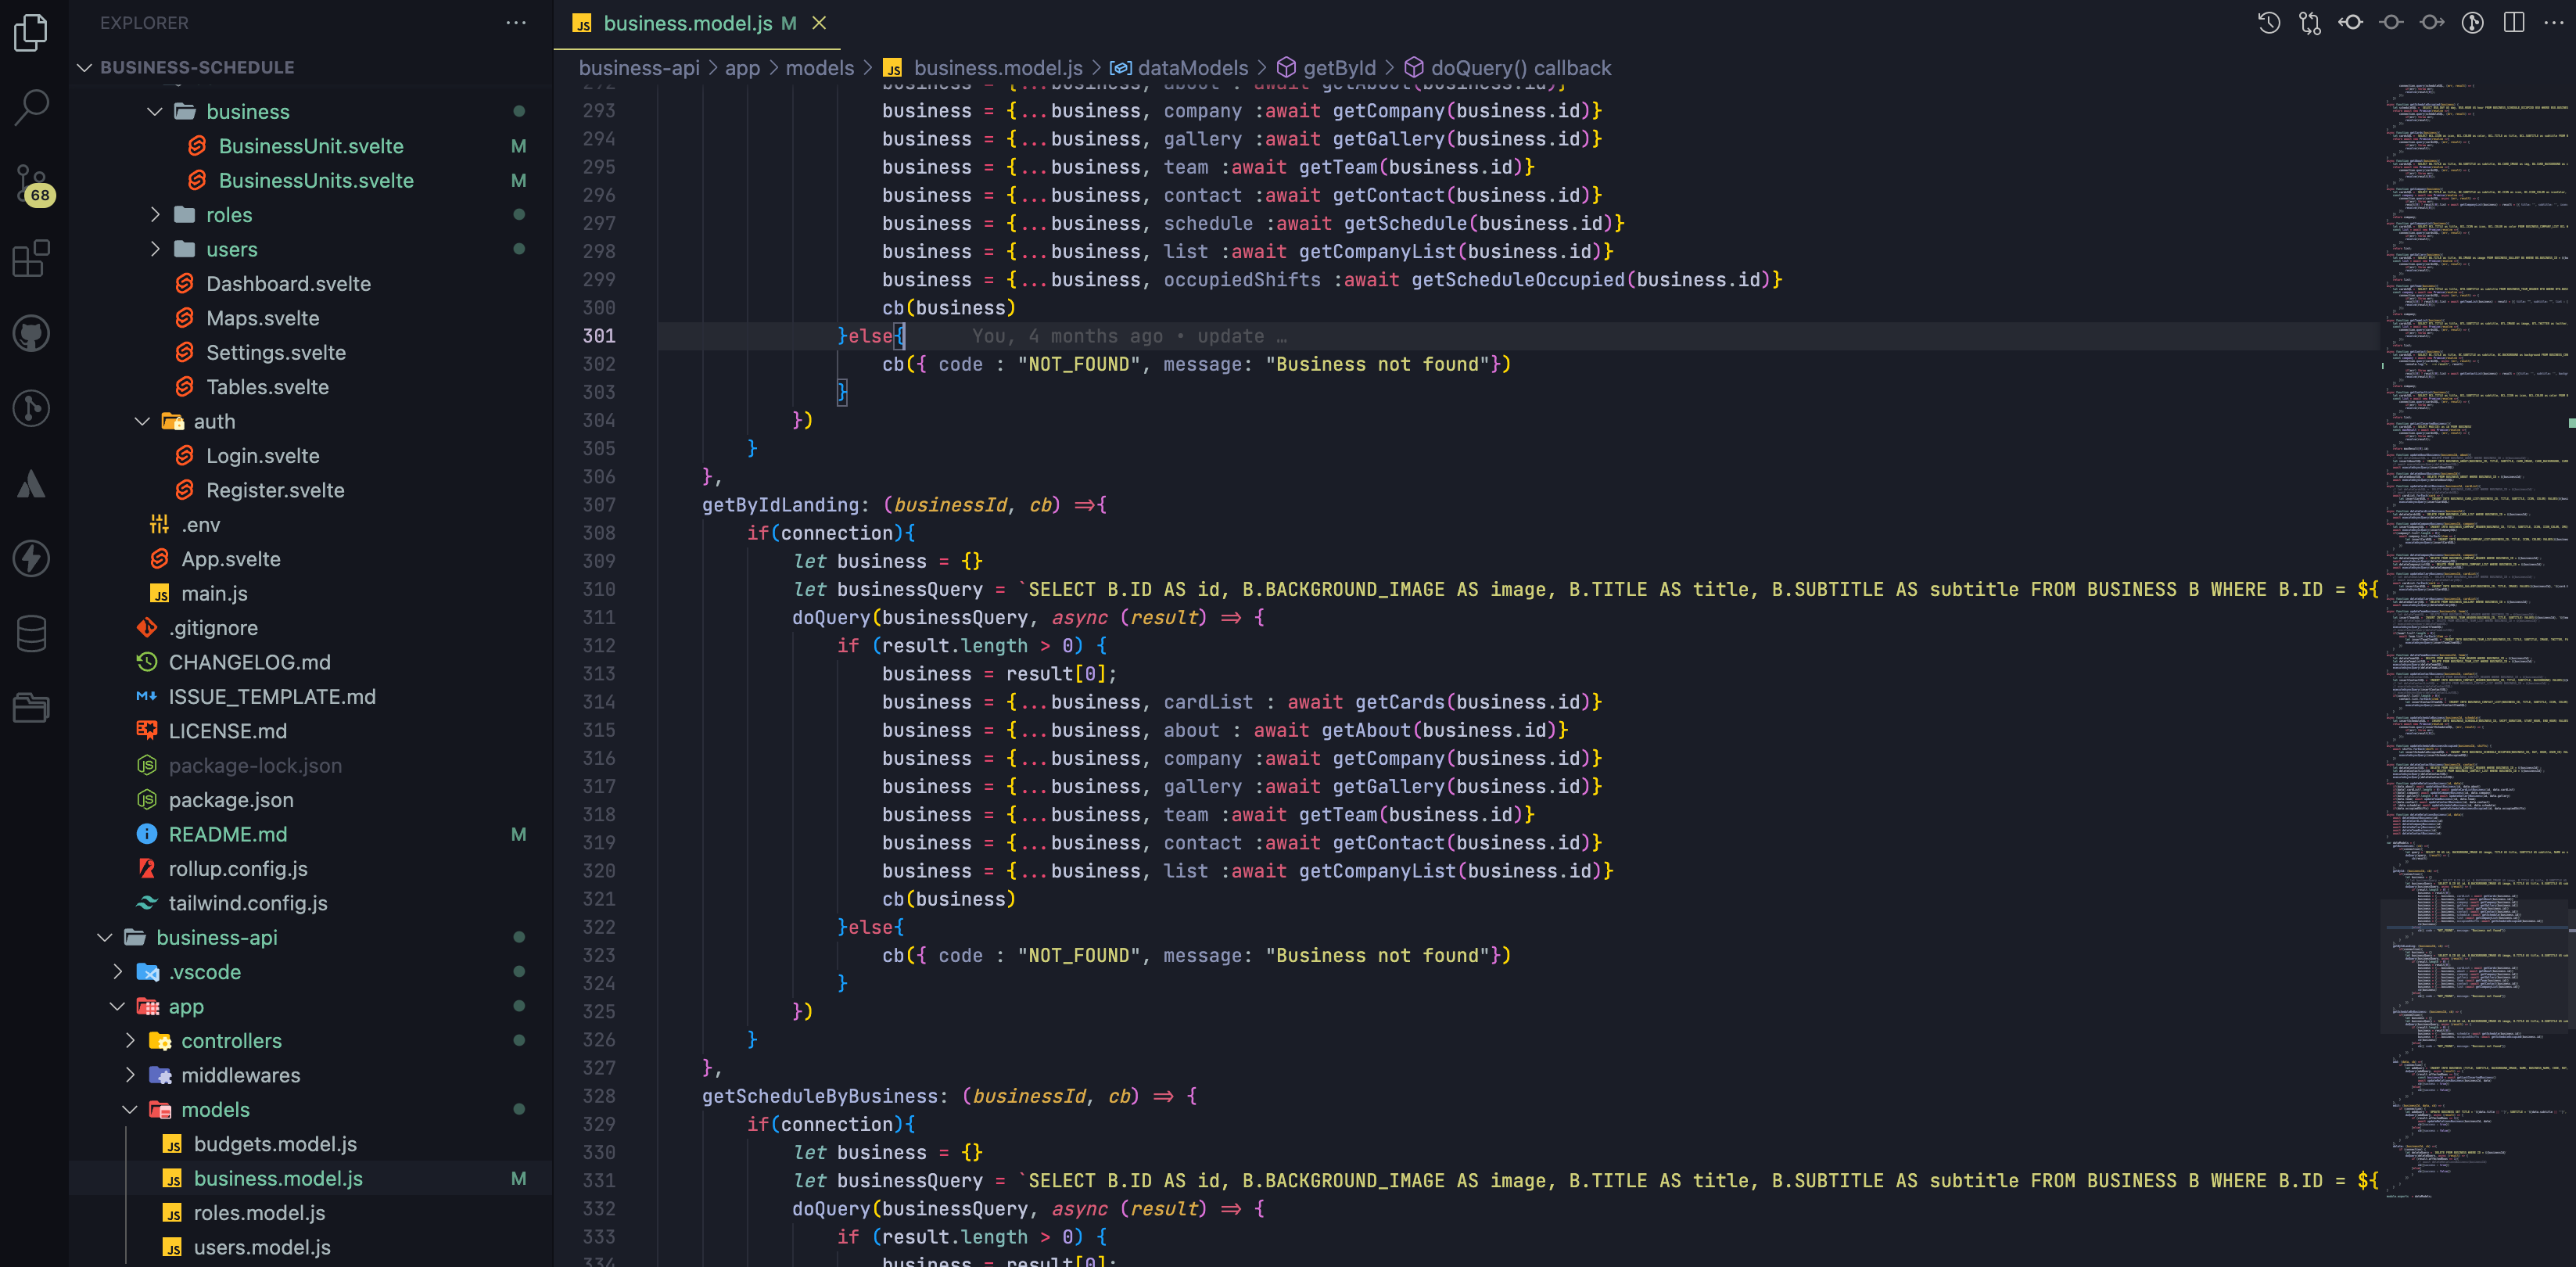 EXPLORER
BUSINESS-SCHEDULE
business
BusinessUnit.svelte M
BusinessUnits.svelte M
roles
users
Dashboard.svelte
Maps.svelte
Settings.svelte
Tables.svelte
auth
Login.svelte
Register.svelte
.env
App.svelte
main.js
.gitignore
CHANGELOG.md
ISSUE_TEMPLATE.md
LICENSE.md
package-lock.json
package.json
README.md M
rollup.config.js
tailwind.config.js
business-api
.vscode
app
controllers
middlewares
models
budgets.model.js
business.model.js M
roles.model.js
users.model.js
68
JS business.model.js M
business-api > app > models > JS business.model.js > dataModels > getById > doQuery() callback
292 business = {...business, about : await getAbout(business.id)}
293 business = {...business, company :await getCompany(business.id)}
294 business = {...business, gallery :await getGallery(business.id)}
295 business = {...business, team :await getTeam(business.id)}
296 business = {...business, contact :await getContact(business.id)}
297 business = {...business, schedule :await getSchedule(business.id)}
298 business = {...business, list :await getCompanyList(business.id)}
299 business = {...business, occupiedShifts :await getScheduleOccupied(business.id)}
300 cb(business)
301 }else{ You, 4 months ago • update …
302 cb({ code : "NOT_FOUND", message: "Business not found"})
303 }
304 })
305 }
306 },
307 getByIdLanding: (businessId, cb) =>{
308 if(connection){
309 let business = {}
310 let businessQuery = `SELECT B.ID AS id, B.BACKGROUND_IMAGE AS image, B.TITLE AS title, B.SUBTITLE AS subtitle FROM BUSINESS B WHERE B.ID = ${
311 doQuery(businessQuery, async (result) => {
312 if (result.length > 0) {
313 business = result[0];
314 business = {...business, cardList : await getCards(business.id)}
315 business = {...business, about : await getAbout(business.id)}
316 business = {...business, company :await getCompany(business.id)}
317 business = {...business, gallery :await getGallery(business.id)}
318 business = {...business, team :await getTeam(business.id)}
319 business = {...business, contact :await getContact(business.id)}
320 business = {...business, list :await getCompanyList(business.id)}
321 cb(business)
322 }else{
323 cb({ code : "NOT_FOUND", message: "Business not found"})
324 }
325 })
326 }
327 },
328 getScheduleByBusiness: (businessId, cb) => {
329 if(connection){
330 let business = {}
331 let businessQuery = `SELECT B.ID AS id, B.BACKGROUND_IMAGE AS image, B.TITLE AS title, B.SUBTITLE AS subtitle FROM BUSINESS B WHERE B.ID = ${
332 doQuery(businessQuery, async (result) => {
333 if (result.length > 0) {
334 business = result[0];